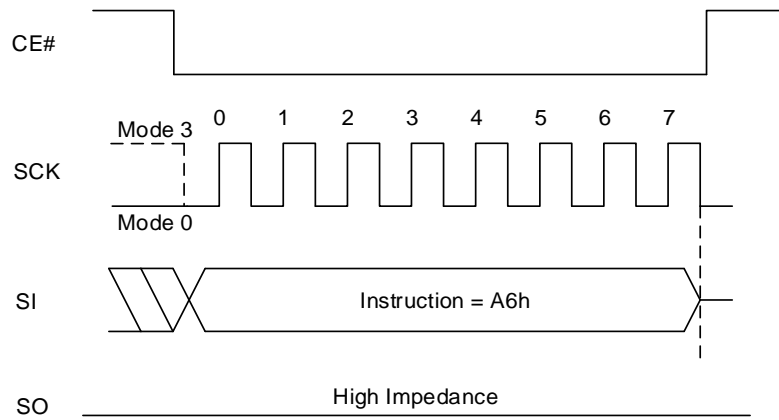 CE#
0 1 2 3 4 5 6 7
Mode 3
SCK
Mode 0
SI
Instruction = A6h
High Impedance
SO